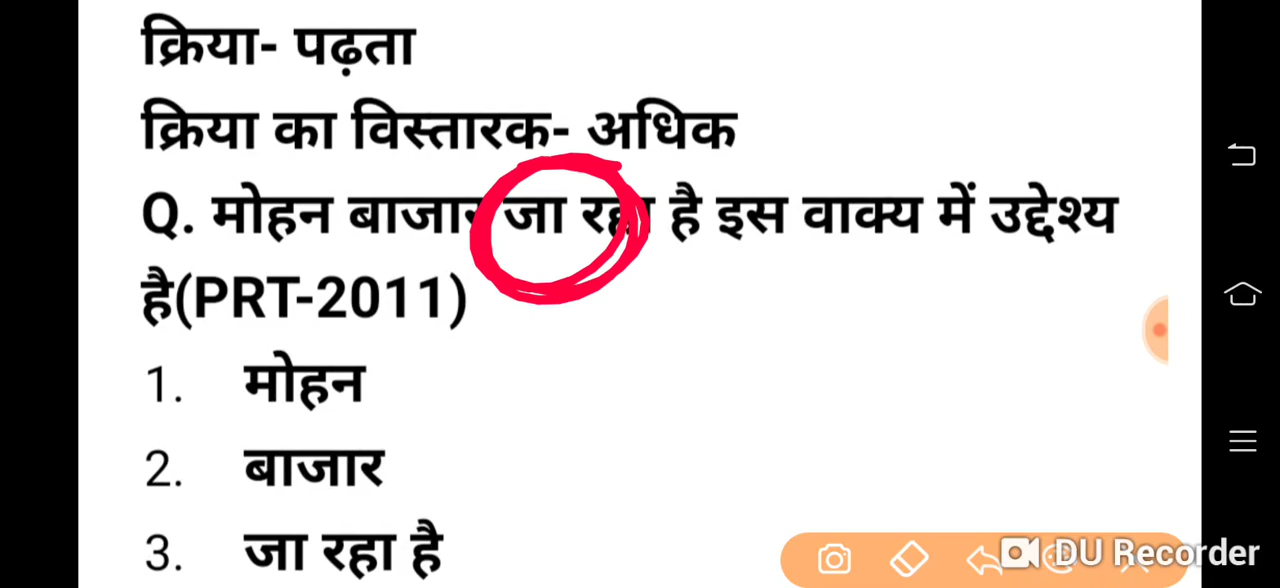 क्रिया- पढ़ता
क्रिया का विस्तारक- अधिक
Q. मोहन बाजार जा रहा है इस वाक्य में उद्देश्य
है(PRT-2011)
1. मोहन
2. बाजार
3. जा रहा है
DU Recorder